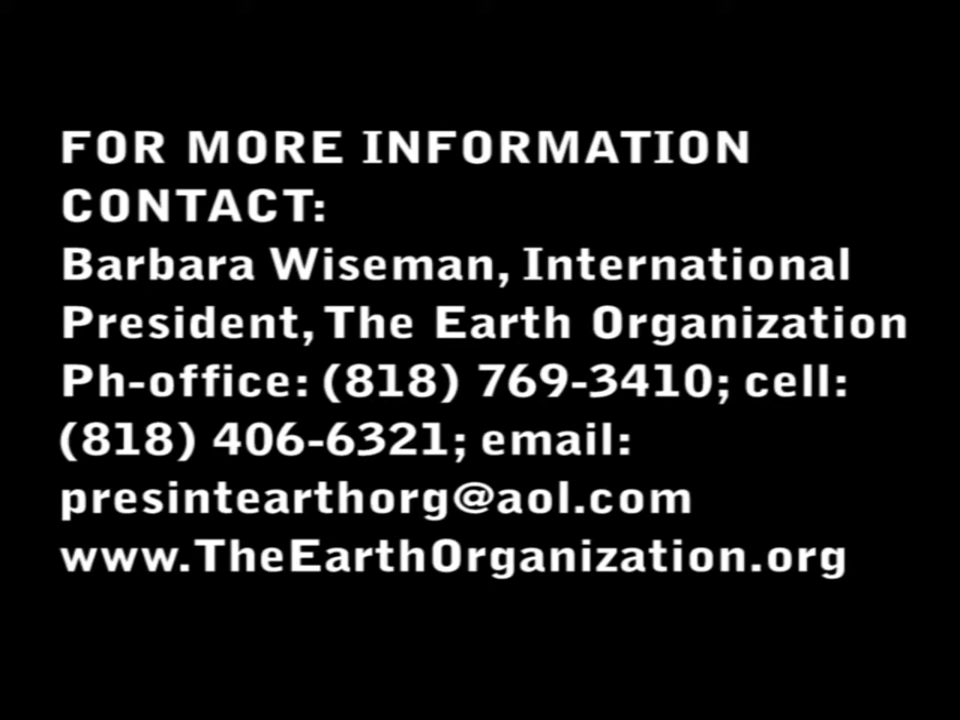 FOR MORE INFORMATION
CONTACT:
Barbara Wiseman, International
President, The Earth Organization
Ph-office: (818) 769-3410; cell:
(818) 406-6321; email:
presintearthorg@aol.com
www.TheEarthOrganization.org